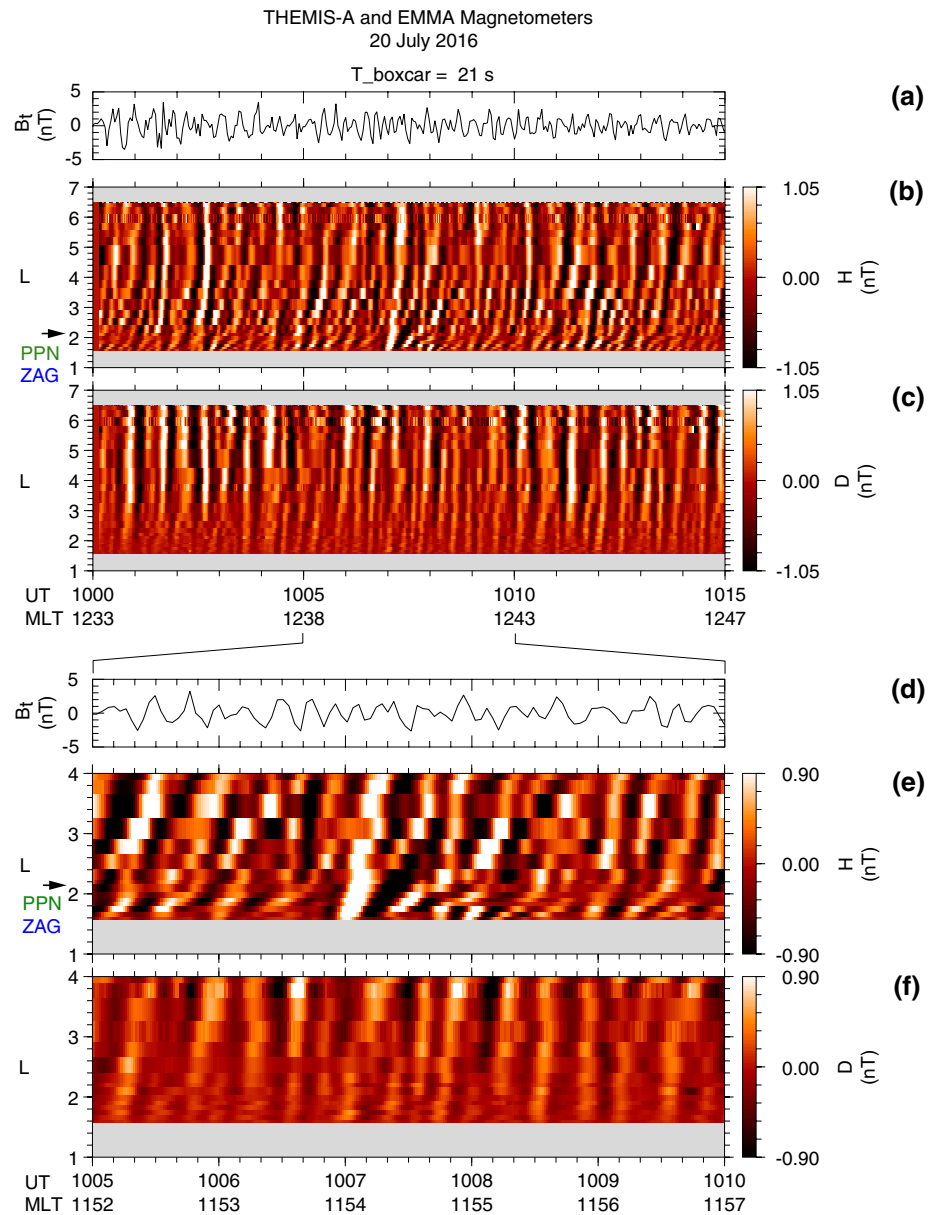 THEMIS-A and EMMA Magnetometers
20 July 2016
T_boxcar = 21 s
(a)
Bt
(nT)
5
0
-5
(b)
7
6
5
4
3
2
1
L
PPN
ZAG
1.05
0.00
-1.05
H
(nT)
(c)
7
6
5
4
3
2
1
L
1.05
0.00
-1.05
D
(nT)
UT 1000 1005 1010 1015
MLT 1233 1238 1243 1247
(d)
Bt
(nT)
5
0
-5
(e)
4
3
2
1
L
PPN
ZAG
0.90
0.00
-0.90
H
(nT)
(f)
4
3
2
1
L
0.90
0.00
-0.90
D
(nT)
UT 1005 1006 1007 1008 1009 1010
MLT 1152 1153 1154 1155 1156 1157